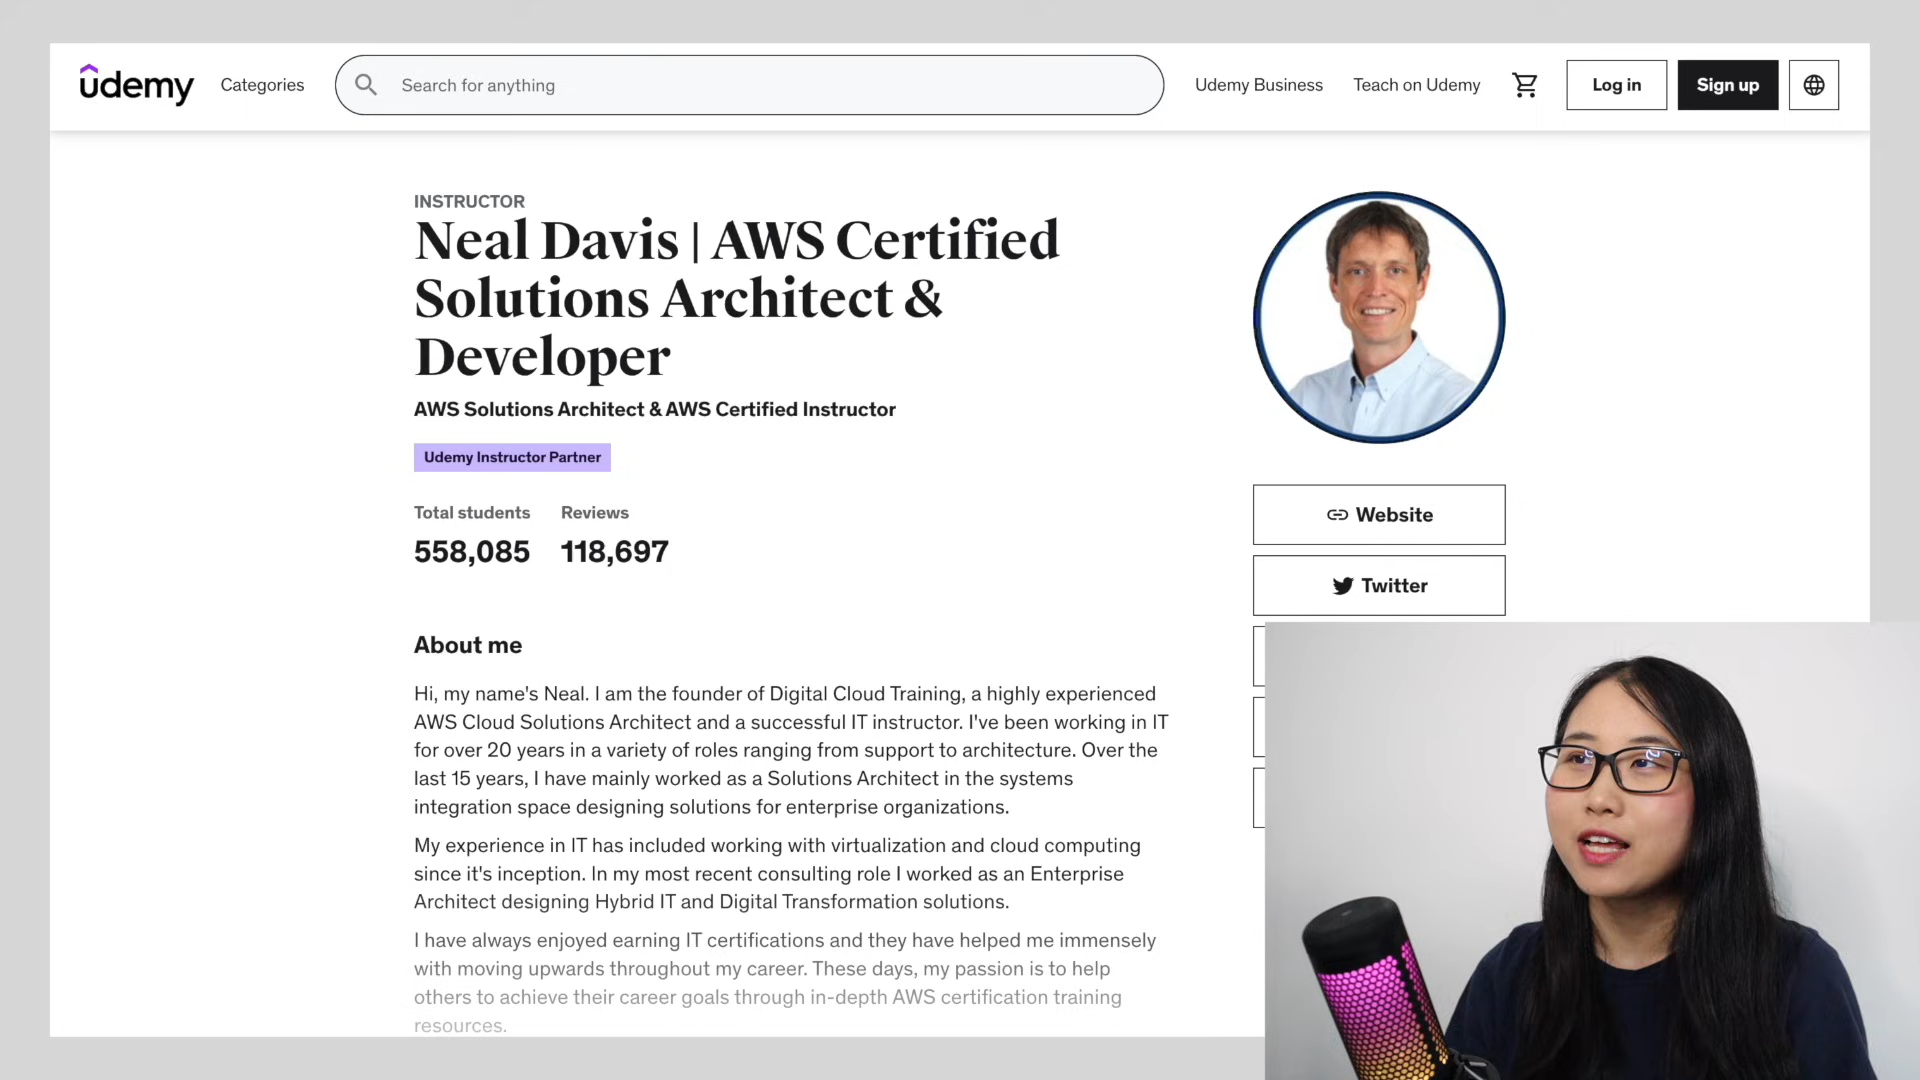 ûdemy
Categories
Search for anything
Udemy Business
Teach on Udemy
Log in
Sign up
INSTRUCTOR
Neal Davis | AWS Certified
Solutions Architect &
Developer
AWS Solutions Architect & AWS Certified Instructor
Udemy Instructor Partner
Total students
Reviews
558,085
118,697
Website
Twitter
About me
Hi, my name's Neal. I am the founder of Digital Cloud Training, a highly experienced
AWS Cloud Solutions Architect and a successful IT instructor. I've been working in IT
for over 20 years in a variety of roles ranging from support to architecture. Over the
last 15 years, I have mainly worked as a Solutions Architect in the systems
integration space designing solutions for enterprise organizations.
My experience in IT has included working with virtualization and cloud computing
since it's inception. In my most recent consulting role I worked as an Enterprise
Architect designing Hybrid IT and Digital Transformation solutions.
I have always enjoyed earning IT certifications and they have helped me immensely
with moving upwards throughout my career. These days, my passion is to help
others to achieve their career goals through in-depth AWS certification training
resources.